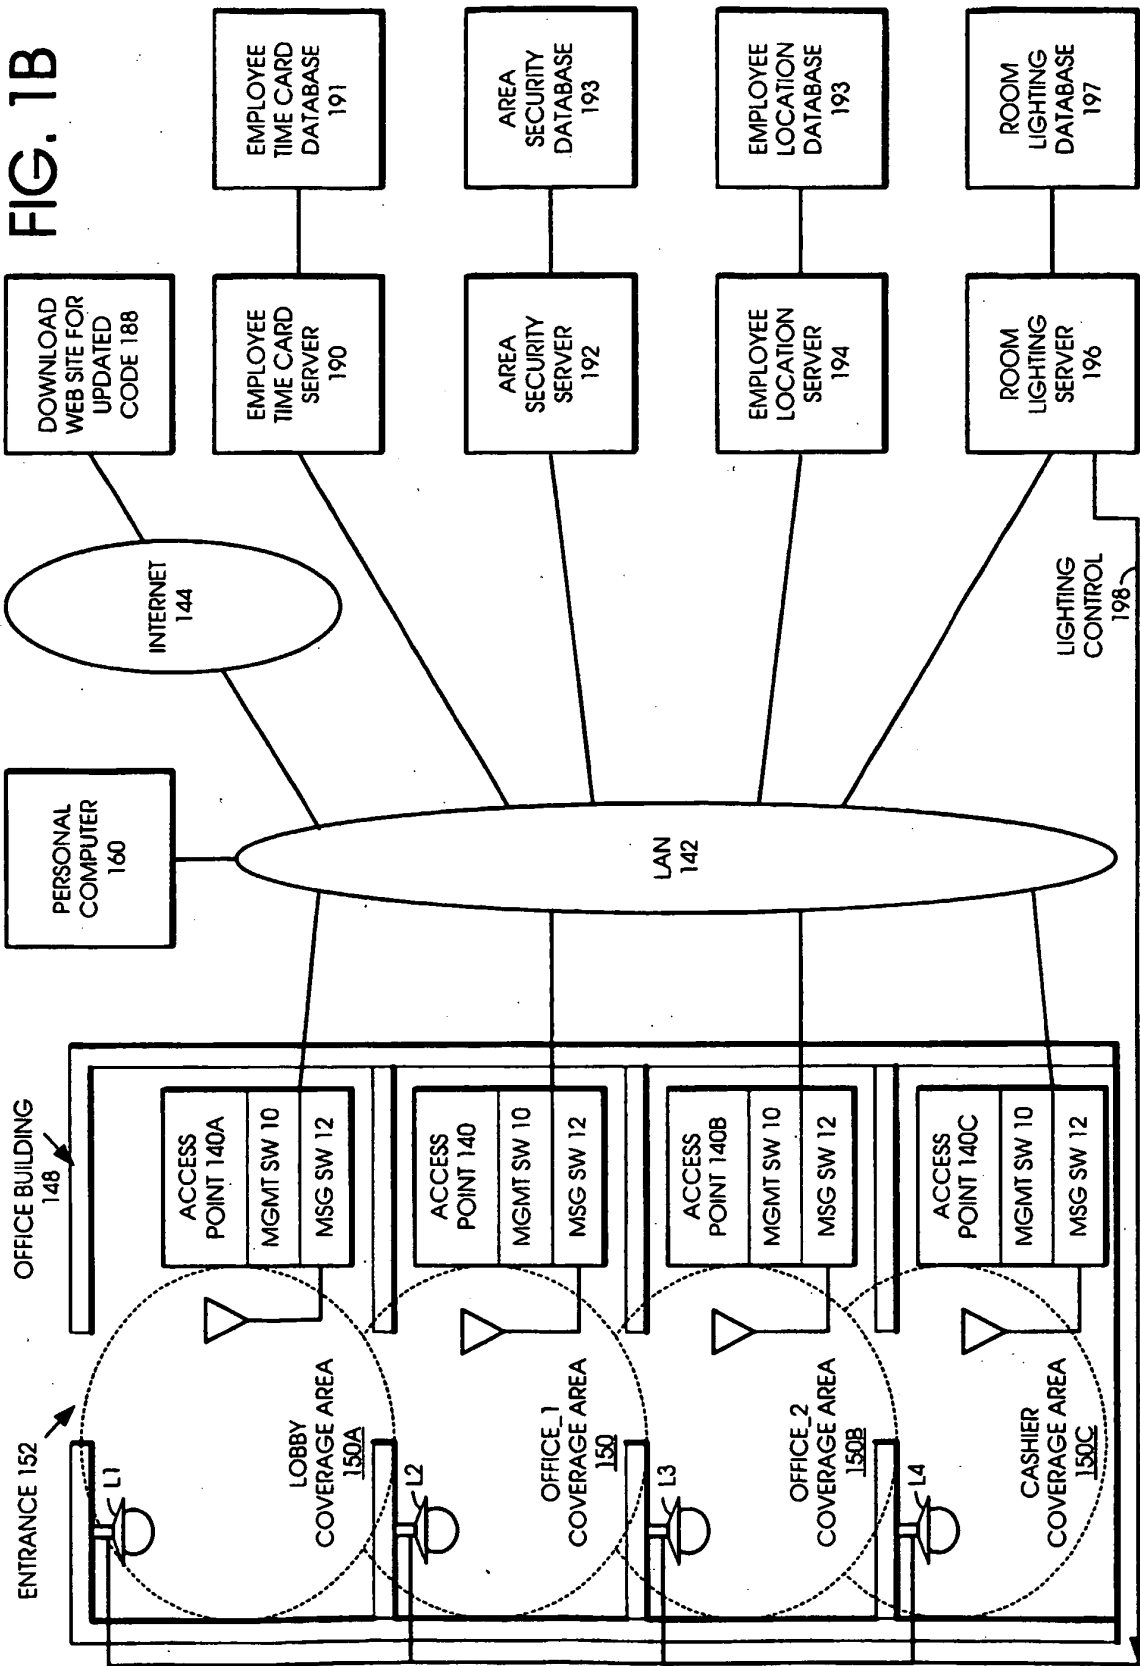 FIG. 1B
OFFICE BUILDING
148
ENTRANCE 152
PERSONAL
COMPUTER
160
INTERNET
144
DOWNLOAD
WEB SITE FOR
UPDATED
CODE 188
LAN
142
EMPLOYEE
TIME CARD
SERVER
190
EMPLOYEE
TIME CARD
DATABASE
191
AREA
SECURITY
SERVER
192
AREA
SECURITY
DATABASE
193
EMPLOYEE
LOCATION
SERVER
194
EMPLOYEE
LOCATION
DATABASE
193
ROOM
LIGHTING
SERVER
196
ROOM
LIGHTING
DATABASE
197
LIGHTING
CONTROL
198
L1
LOBBY
COVERAGE AREA
150A
ACCESS
POINT 140A
MGMT SW 10
MSG SW 12
L2
OFFICE_1
COVERAGE AREA
150
ACCESS
POINT 140
MGMT SW 10
MSG SW 12
L3
OFFICE_2
COVERAGE AREA
150B
ACCESS
POINT 140B
MGMT SW 10
MSG SW 12
L4
CASHIER
COVERAGE AREA
150C
ACCESS
POINT 140C
MGMT SW 10
MSG SW 12